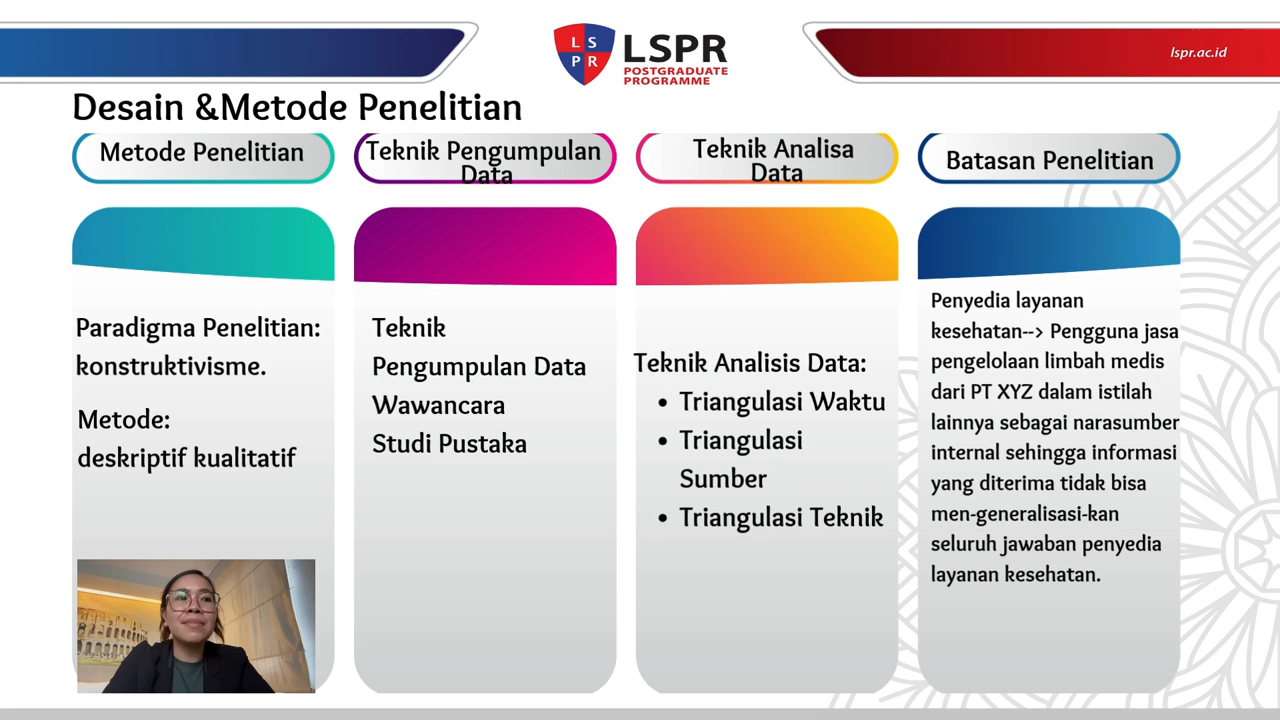 L S
P R
LSPR
POSTGRADUATE
PROGRAMME
lspr.ac.id
Desain &Metode Penelitian
Metode Penelitian
Teknik Pengumpulan
Data
Teknik Analisa
Data
Batasan Penelitian
Paradigma Penelitian:
konstruktivisme.
Metode:
deskriptif kualitatif
Teknik
Pengumpulan Data
Wawancara
Studi Pustaka
Teknik Analisis Data:
• Triangulasi Waktu
• Triangulasi
Sumber
• Triangulasi Teknik
Penyedia layanan
kesehatan--> Pengguna jasa
pengelolaan limbah medis
dari PT XYZ dalam istilah
lainnya sebagai narasumber
internal sehingga informasi
yang diterima tidak bisa
men-generalisasi-kan
seluruh jawaban penyedia
layanan kesehatan.